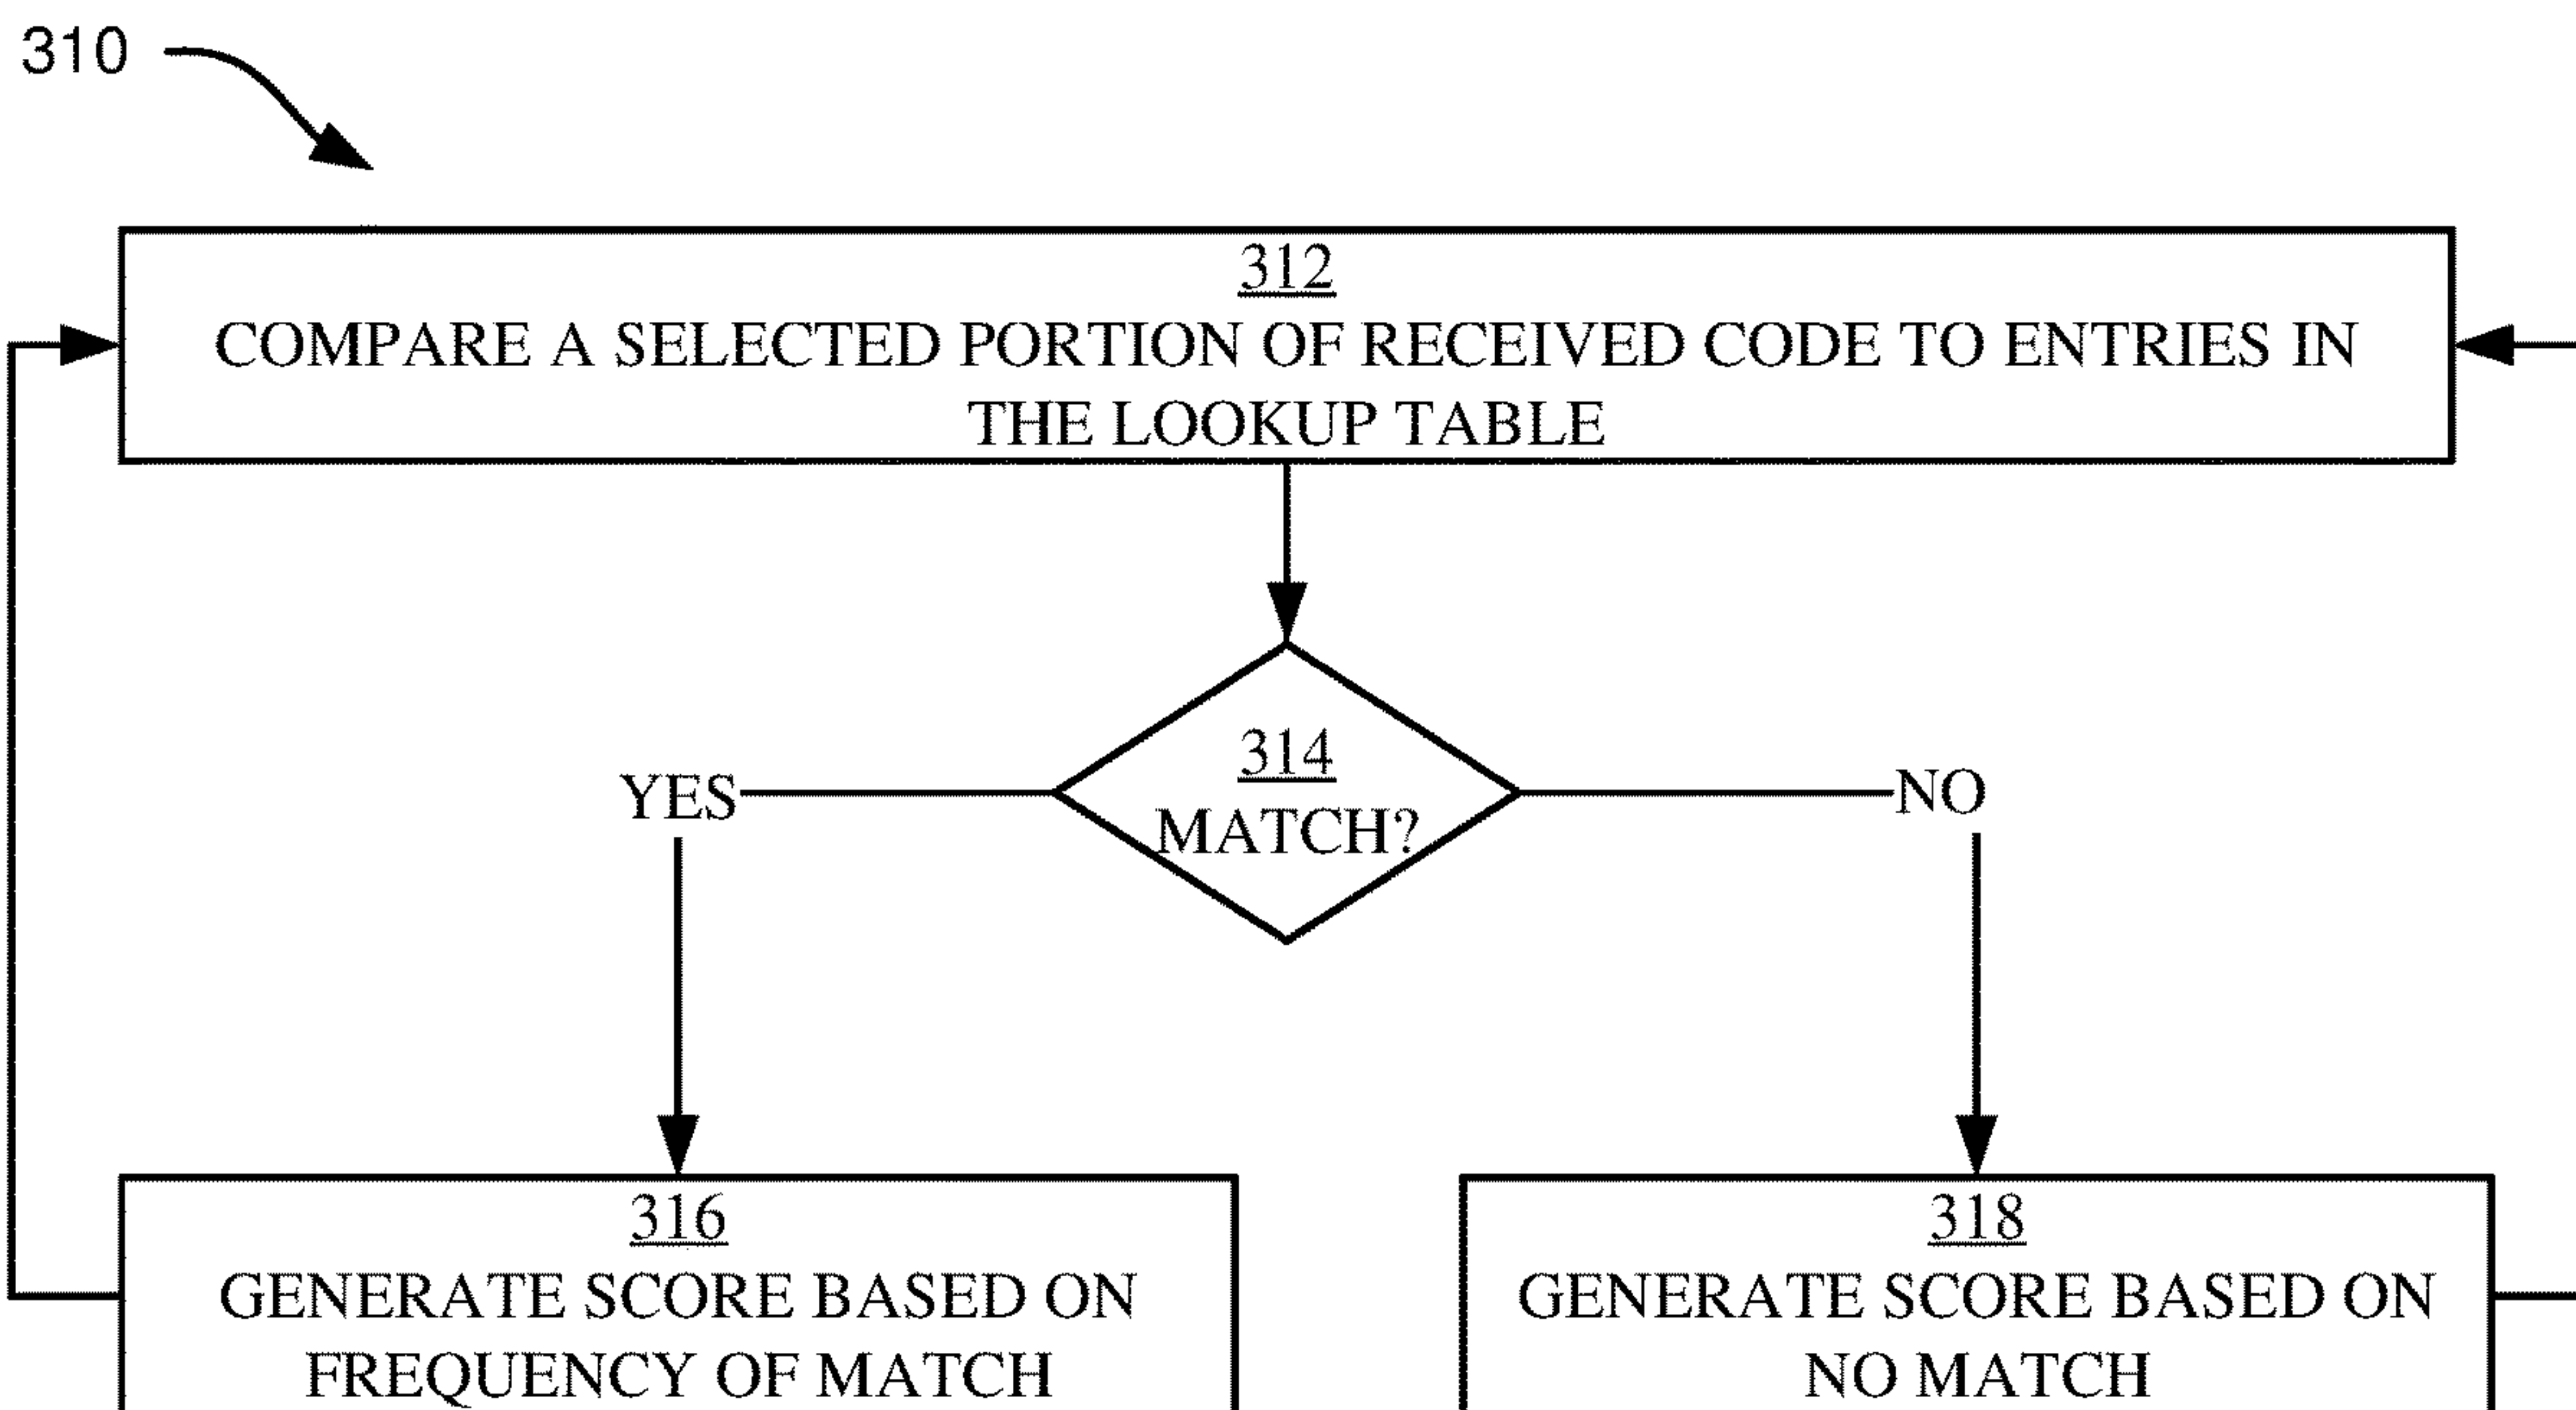 310
312
COMPARE A SELECTED PORTION OF RECEIVED CODE TO ENTRIES IN
THE LOOKUP TABLE
314
MATCH?
YES
NO
316
GENERATE SCORE BASED ON
FREQUENCY OF MATCH
318
GENERATE SCORE BASED ON
NO MATCH